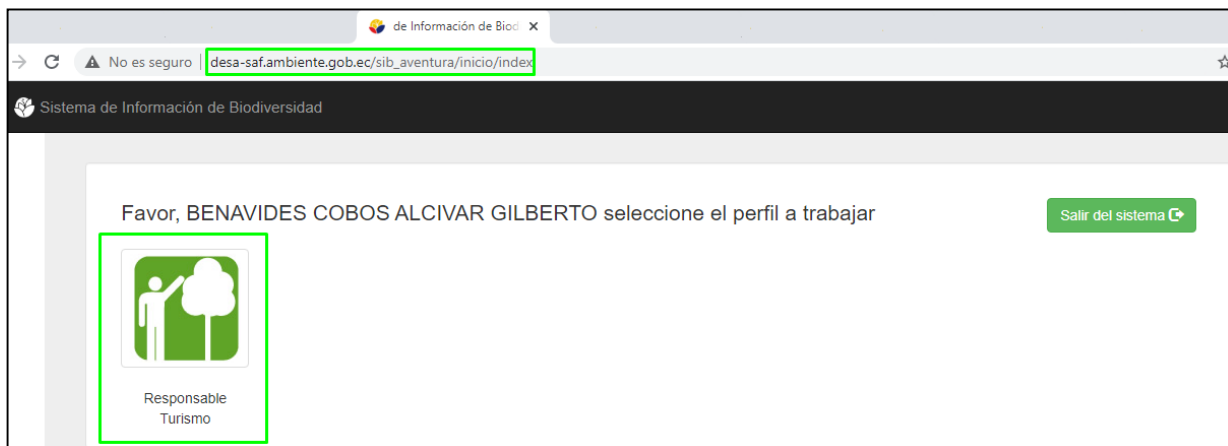 de Información de Biod
No es seguro | desa-saf.ambiente.gob.ec/sib_aventura/inicio/index
Sistema de Información de Biodiversidad
Favor, BENAVIDES COBOS ALCIVAR GILBERTO seleccione el perfil a trabajar
Salir del sistema
Responsable
Turismo